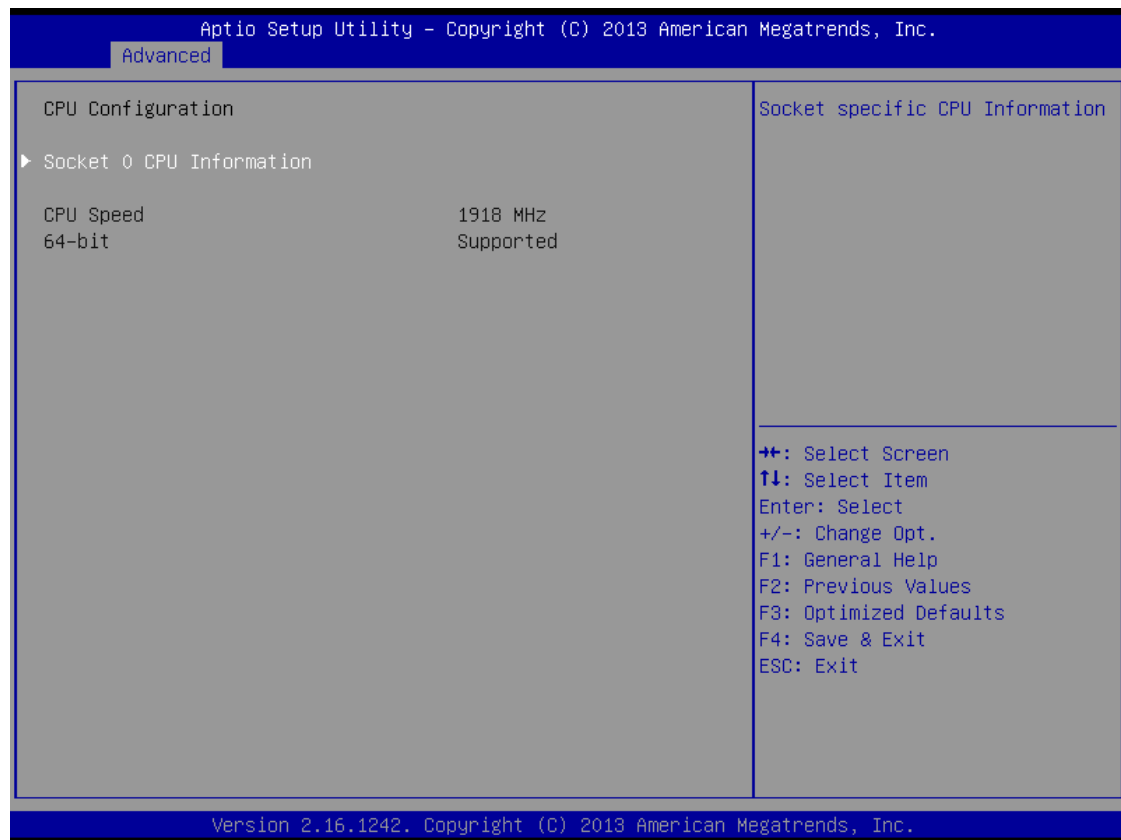 Aptio Setup Utility – Copyright (C) 2013 American Megatrends, Inc.
Advanced
CPU Configuration
Socket 0 CPU Information
CPU Speed 1918 MHz
64-bit Supported
Socket specific CPU Information
→←: Select Screen
↑↓: Select Item
Enter: Select
+/-: Change Opt.
F1: General Help
F2: Previous Values
F3: Optimized Defaults
F4: Save & Exit
ESC: Exit
Version 2.16.1242. Copyright (C) 2013 American Megatrends, Inc.